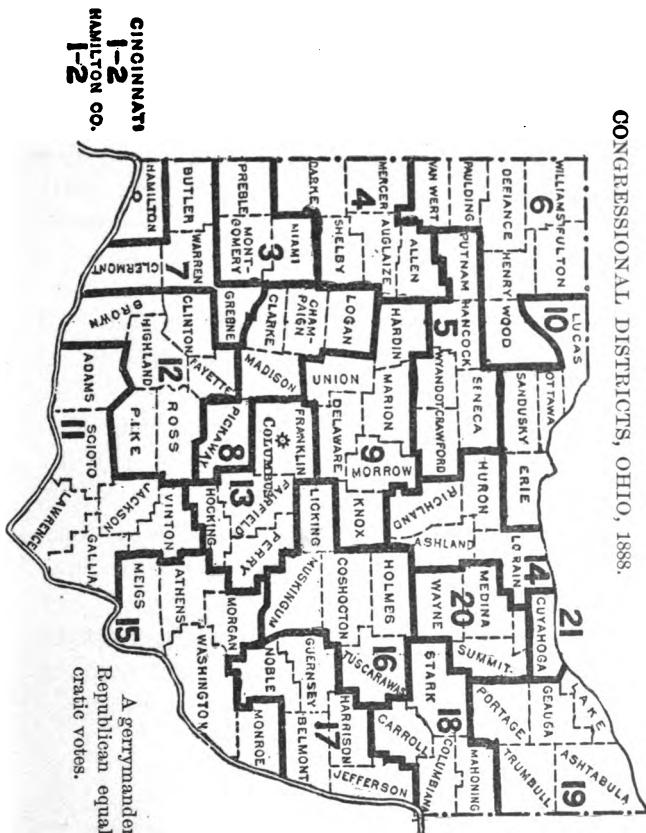 CONGRESSIONAL DISTRICTS, OHIO, 1888.
CINCINNATI
1-2
HAMILTON CO.
1-2
WILLIAMS
FULTON
6
DEFIANCE
HENRY
PAULDING
VAN WERT
PUTNAM
WOOD
LUCAS
10
OTTAWA
SANDUSKY
ERIE
HANCOCK
5
SENECA
WYANDOT
CRAWFORD
HURON
LORAIN
14
RICHLAND
ASHLAND
CUYAHOGA
21
MEDINA
20
WAYNE
SUMMIT
LAKE
GEAUGA
ASHTABULA
19
PORTAGE
TRUMBULL
MAHONING
STARK
18
COLUMBIANA
CARROLL
JEFFERSON
MERCER
4
DARKE
ALLEN
AUGLAIZE
SHELBY
HARDIN
MARION
9
MORROW
UNION
DELAWARE
KNOX
LOGAN
CHAM-
PAIGN
CLARKE
MADISON
MIAMI
3
MONT-
GOMERY
PREBLE
GREENE
FRANKLIN
COLUMBUS
LICKING
13
FAIRFIELD
PERRY
HOCKING
PICKAWAY
8
HOLMES
COSHOCTON
MUSKINGUM
16
TUSCARAWAS
HARRISON
17
GUERNSEY
BELMONT
NOBLE
MONROE
BUTLER
WARREN
7
HAMILTON
CLERMONT
CLINTON
FAYETTE
12
HIGHLAND
ROSS
PIKE
BROWN
ADAMS
11
SCIOTO
JACKSON
VINTON
LAWRENCE
GALLIA
MORGAN
ATHENS
WASHINGTON
MEIGS
15
A gerrymander
Republican equal
cratic votes.